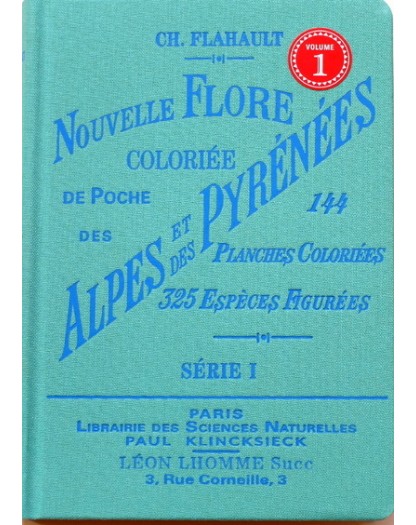 CH. FLAHAULT
VOLUME
1
NOUVELLE FLORE
COLORIÉE
DE POCHE
DES
ALPES ET DES PYRÉNÉES
144
PLANCHES COLORIÉES
325 ESPÈCES FIGURÉES
SÉRIE I
PARIS
LIBRAIRIE DES SCIENCES NATURELLES
PAUL KLINCKSIECK
LÉON LHOMME Succ
3, Rue Corneille, 3